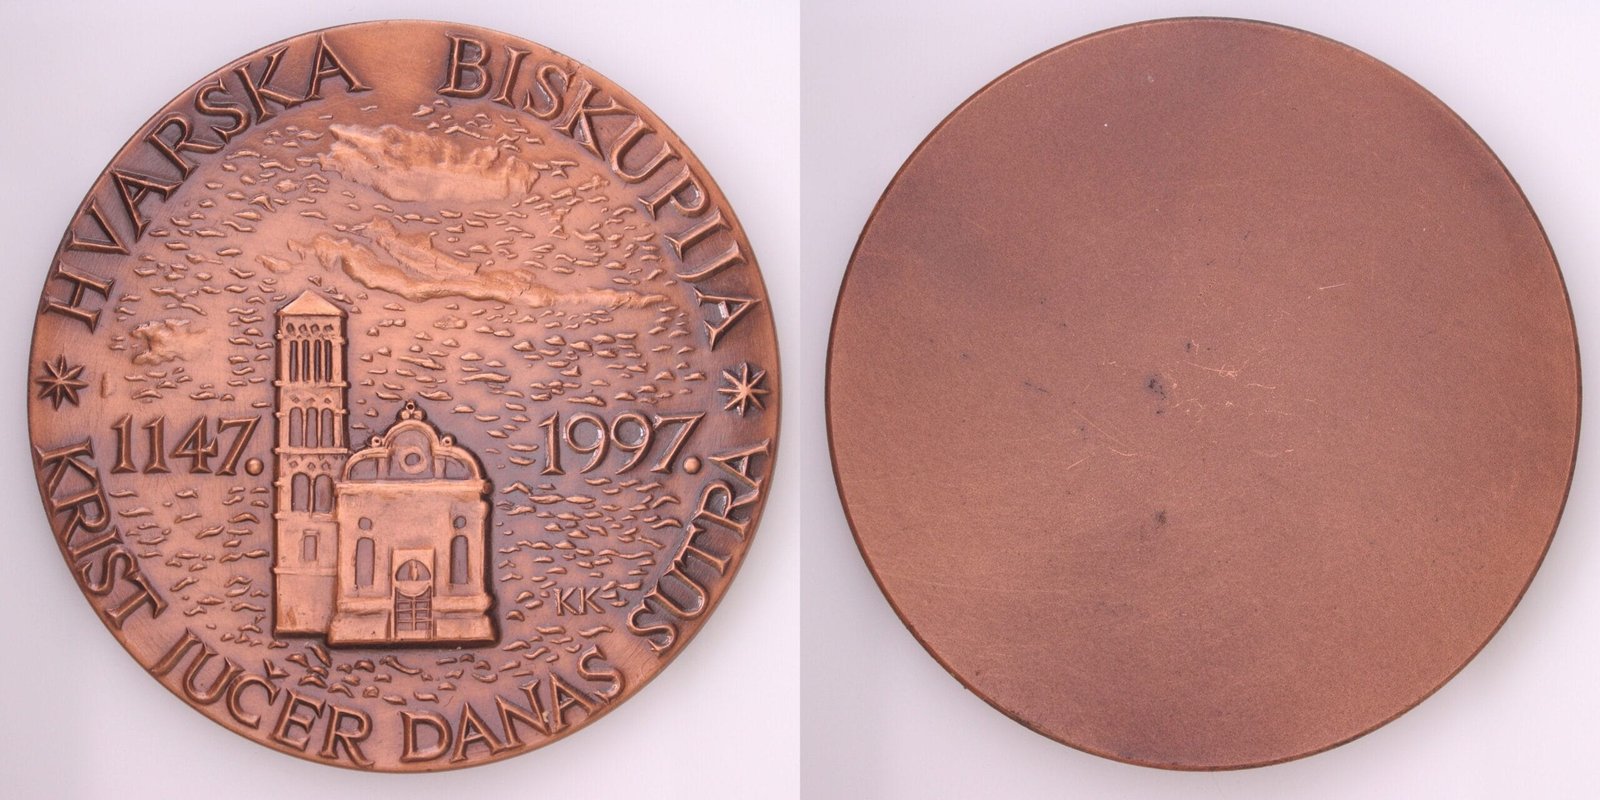 HVARSKA BISKUPIJA
1147. 1997.
KK
KRIST JUČER DANAS SUTRA